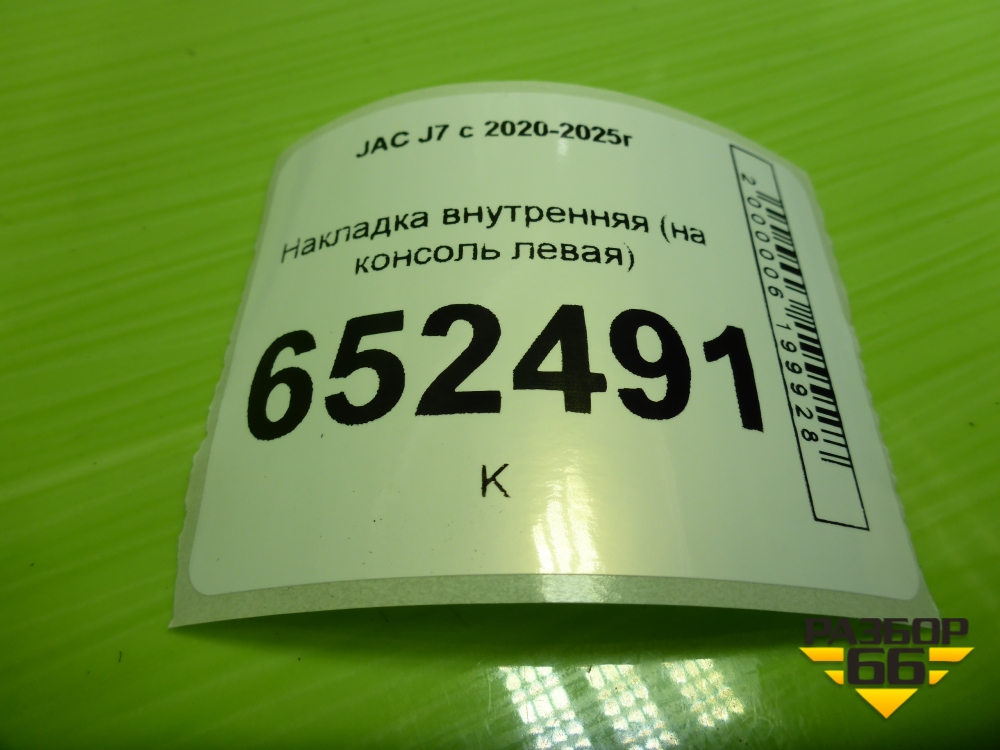 JAC J7 с 2020-2025г
Накладка внутренняя (на
консоль левая)
652491
К
2000006199928
РАЗБОР
66